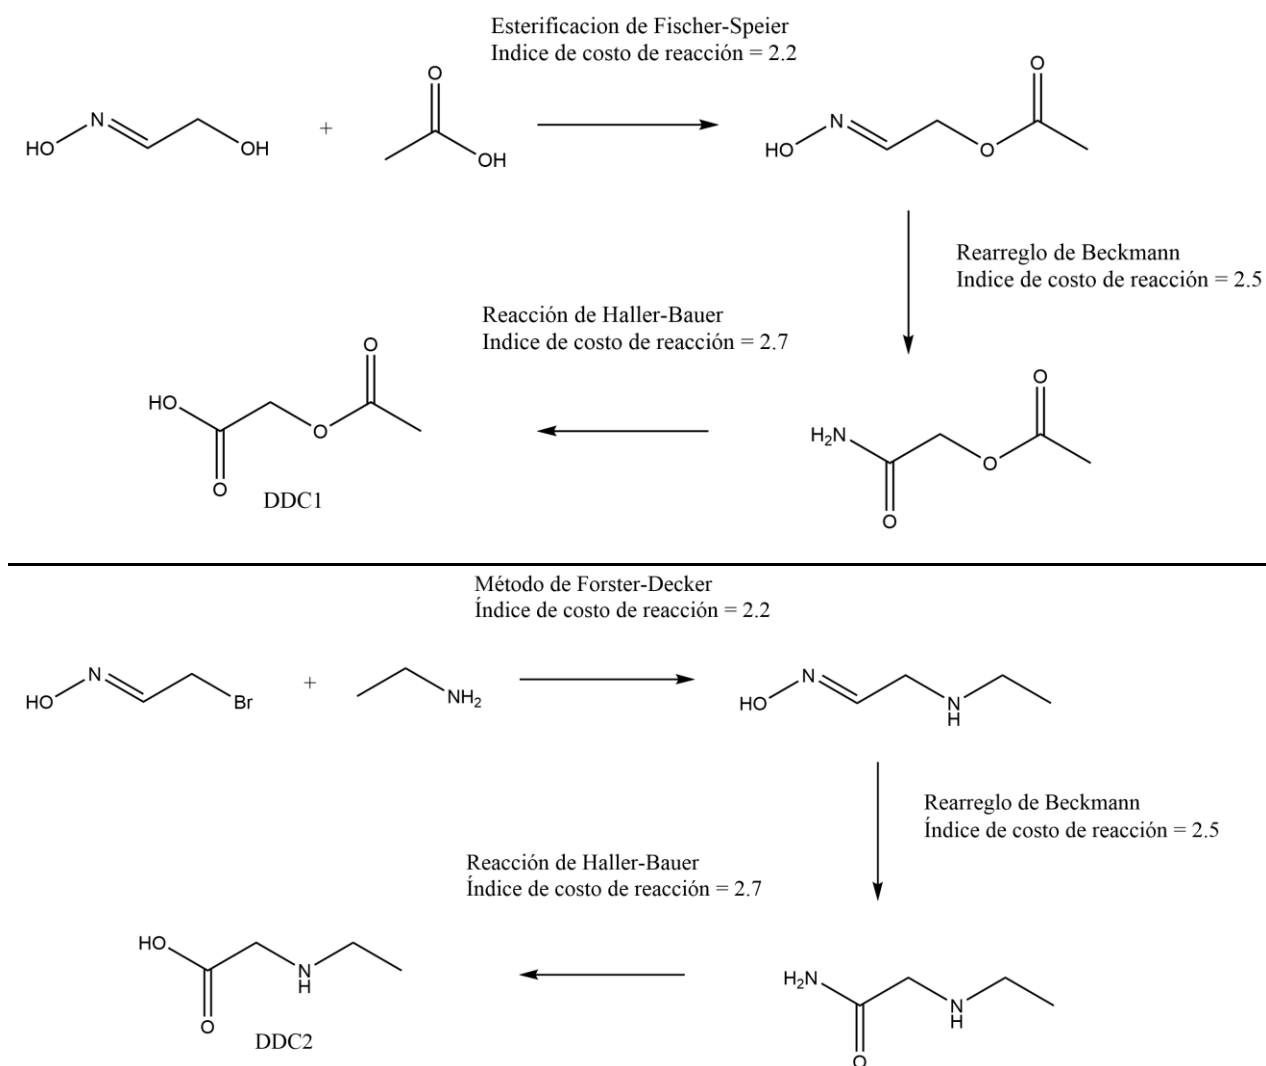 Esterificacion de Fischer-Speier
Indice de costo de reacción = 2.2
HO
N
OH
+
O
OH
HO
N
O
O
Rearreglo de Beckmann
Indice de costo de reacción = 2.5
Reacción de Haller-Bauer
Indice de costo de reacción = 2.7
HO
O
O
O
DDC1
H₂N
O
O
O
Método de Forster-Decker
Índice de costo de reacción = 2.2
HO
N
Br
+
NH₂
HO
N
N
H
Rearreglo de Beckmann
Índice de costo de reacción = 2.5
Reacción de Haller-Bauer
Índice de costo de reacción = 2.7
HO
O
N
H
DDC2
H₂N
O
N
H